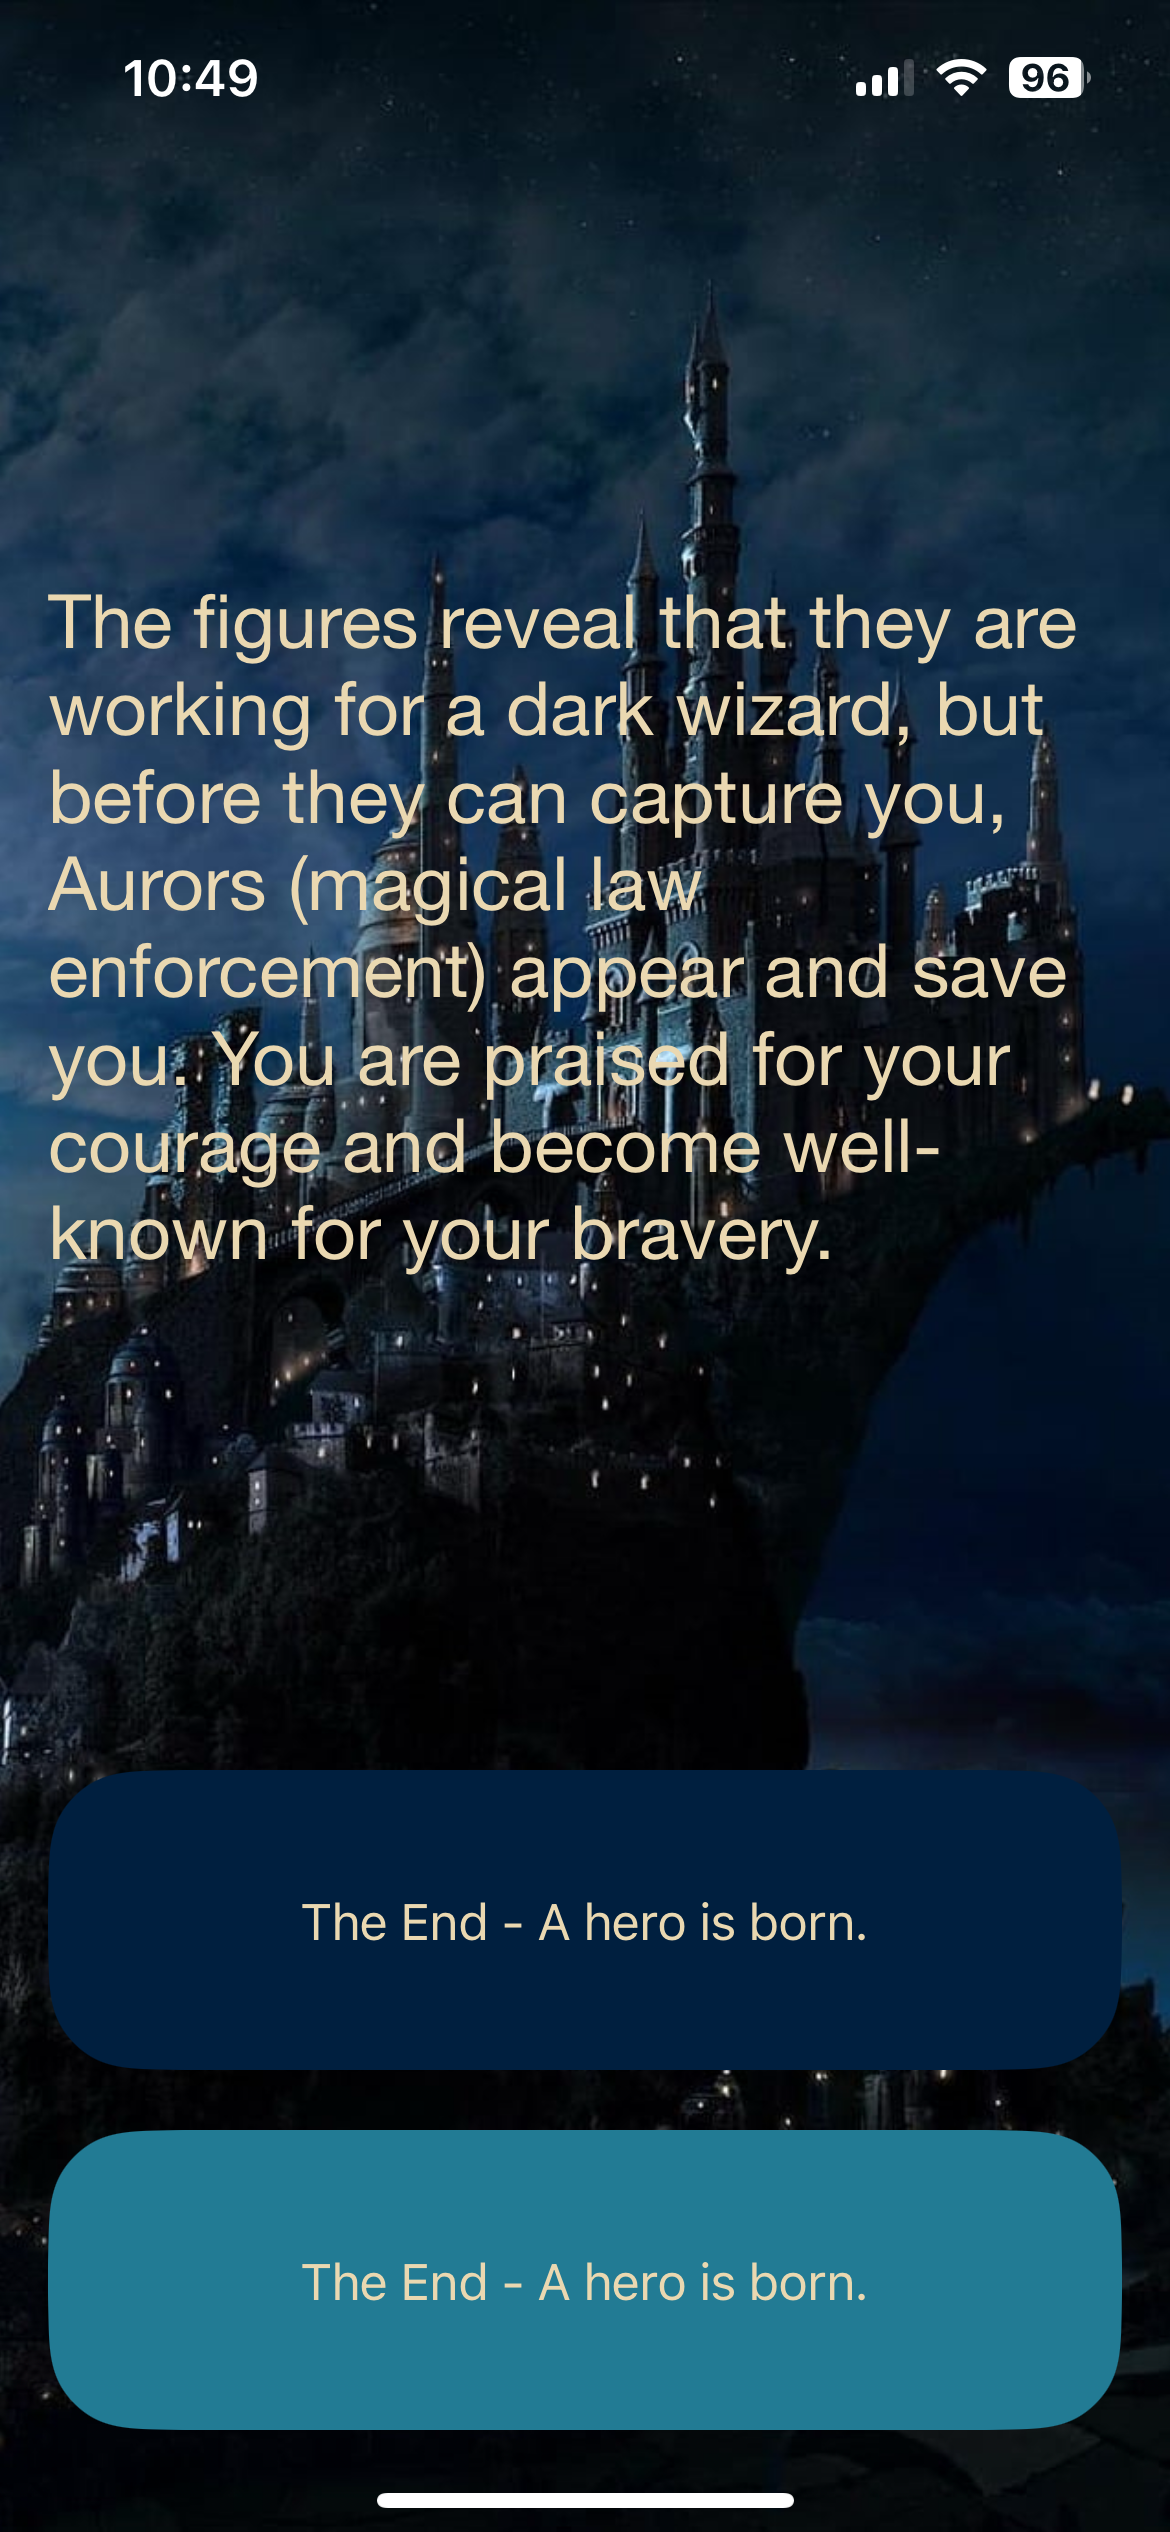 10:49
96
The figures reveal that they are
working for a dark wizard, but
before they can capture you,
Aurors (magical law
enforcement) appear and save
you. You are praised for your
courage and become well-
known for your bravery.
The End - A hero is born.
The End - A hero is born.